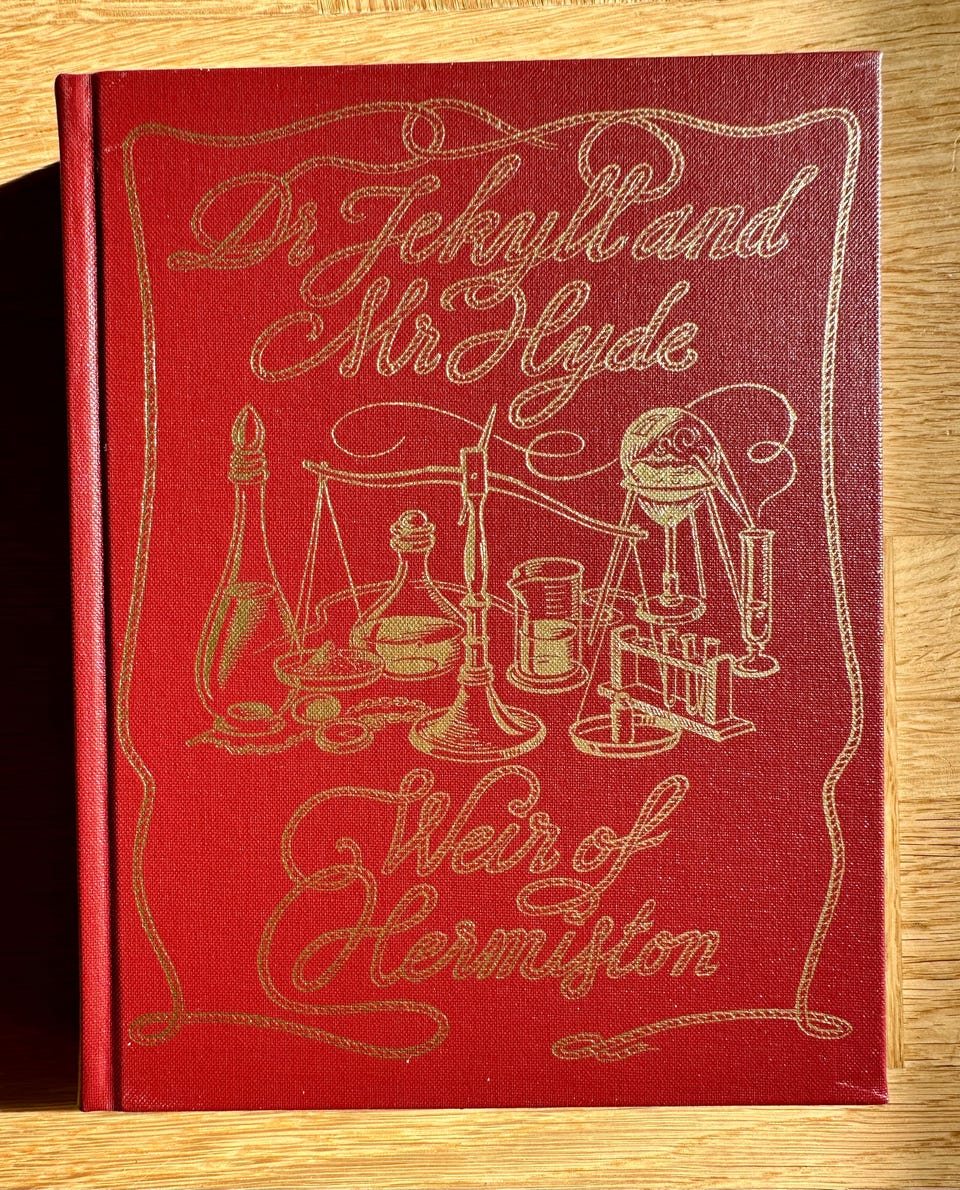 Dr Jekyll and
Mr Hyde
Weir of
Hermiston